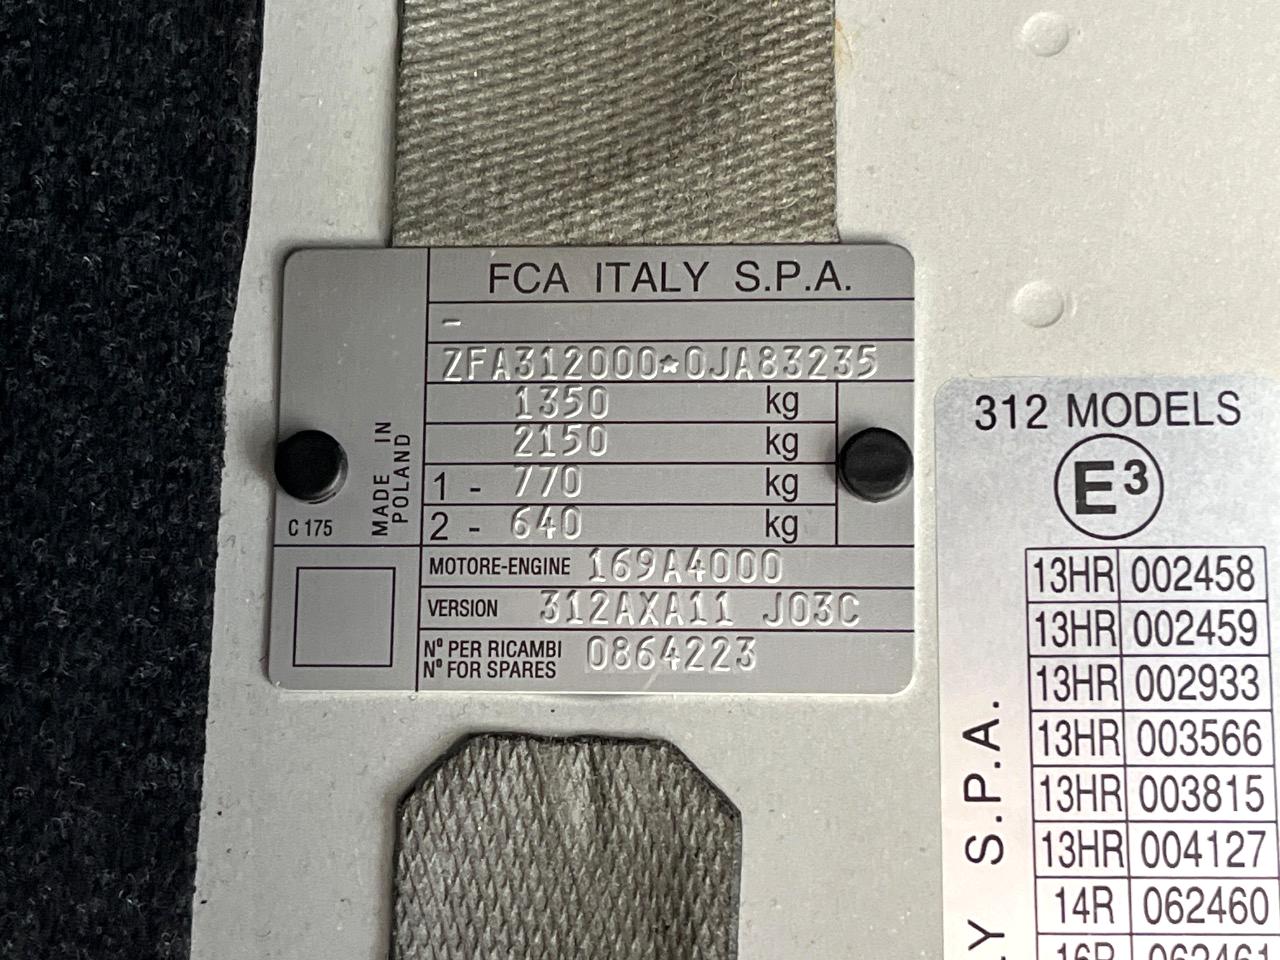 FCA ITALY S.P.A.
-
ZFA312000*0JA83235
1350 kg
2150 kg
1 - 770 kg
2 - 640 kg
MADE IN
POLAND
C 175
MOTORE-ENGINE 169A4000
VERSION 312AXA11 J03C
N° PER RICAMBI
N° FOR SPARES 0864223
312 MODELS
E3
13HR 002458
13HR 002459
13HR 002933
13HR 003566
13HR 003815
13HR 004127
14R 062460
16R 062461
Y S.P.A.